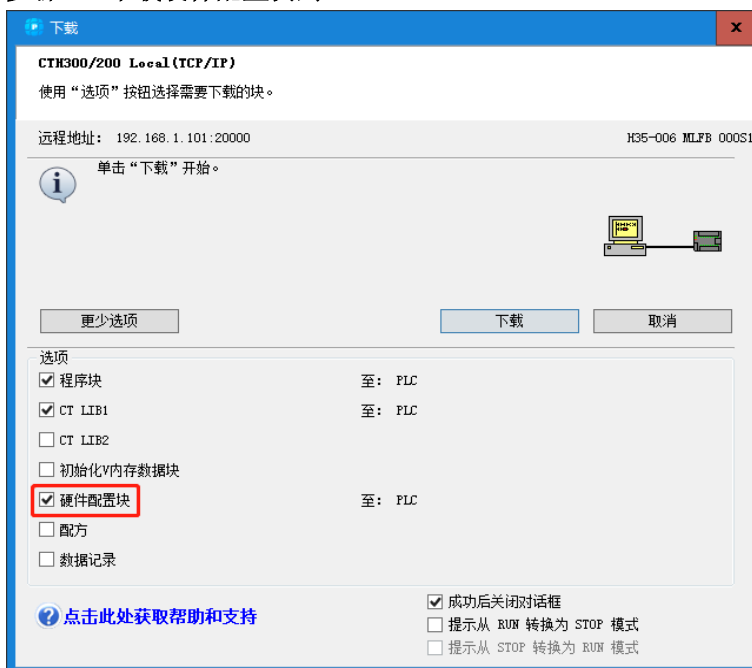 下载
x
CTH300/200 Local(TCP/IP)
使用“选项”按钮选择需要下载的块。
远程地址: 192.168.1.101:20000
H35-006 MLFB 000S1
单击“下载”开始。
更少选项
下载
取消
选项
程序块 至: PLC
CT LIB1 至: PLC
CT LIB2
初始化V内存数据块
硬件配置块 至: PLC
配方
数据记录
点击此处获取帮助和支持
成功后关闭对话框
提示从 RUN 转换为 STOP 模式
提示从 STOP 转换为 RUN 模式